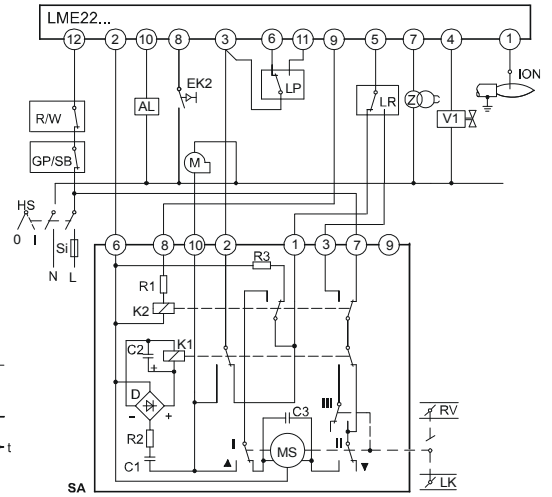 LME22...
12 2 10 8 3 6 11 9 5 7 4 1
EK2
ION
LP
R/W
AL
LR
Z
V1
GP/SB
M
HS
0 I
Si
N L
6 8 10 2 1 3 7 9
R3
R1
K2
K1
C2
+
D
- +
III
RV
C3
R2
I
MS
II
t
C1
LK
SA